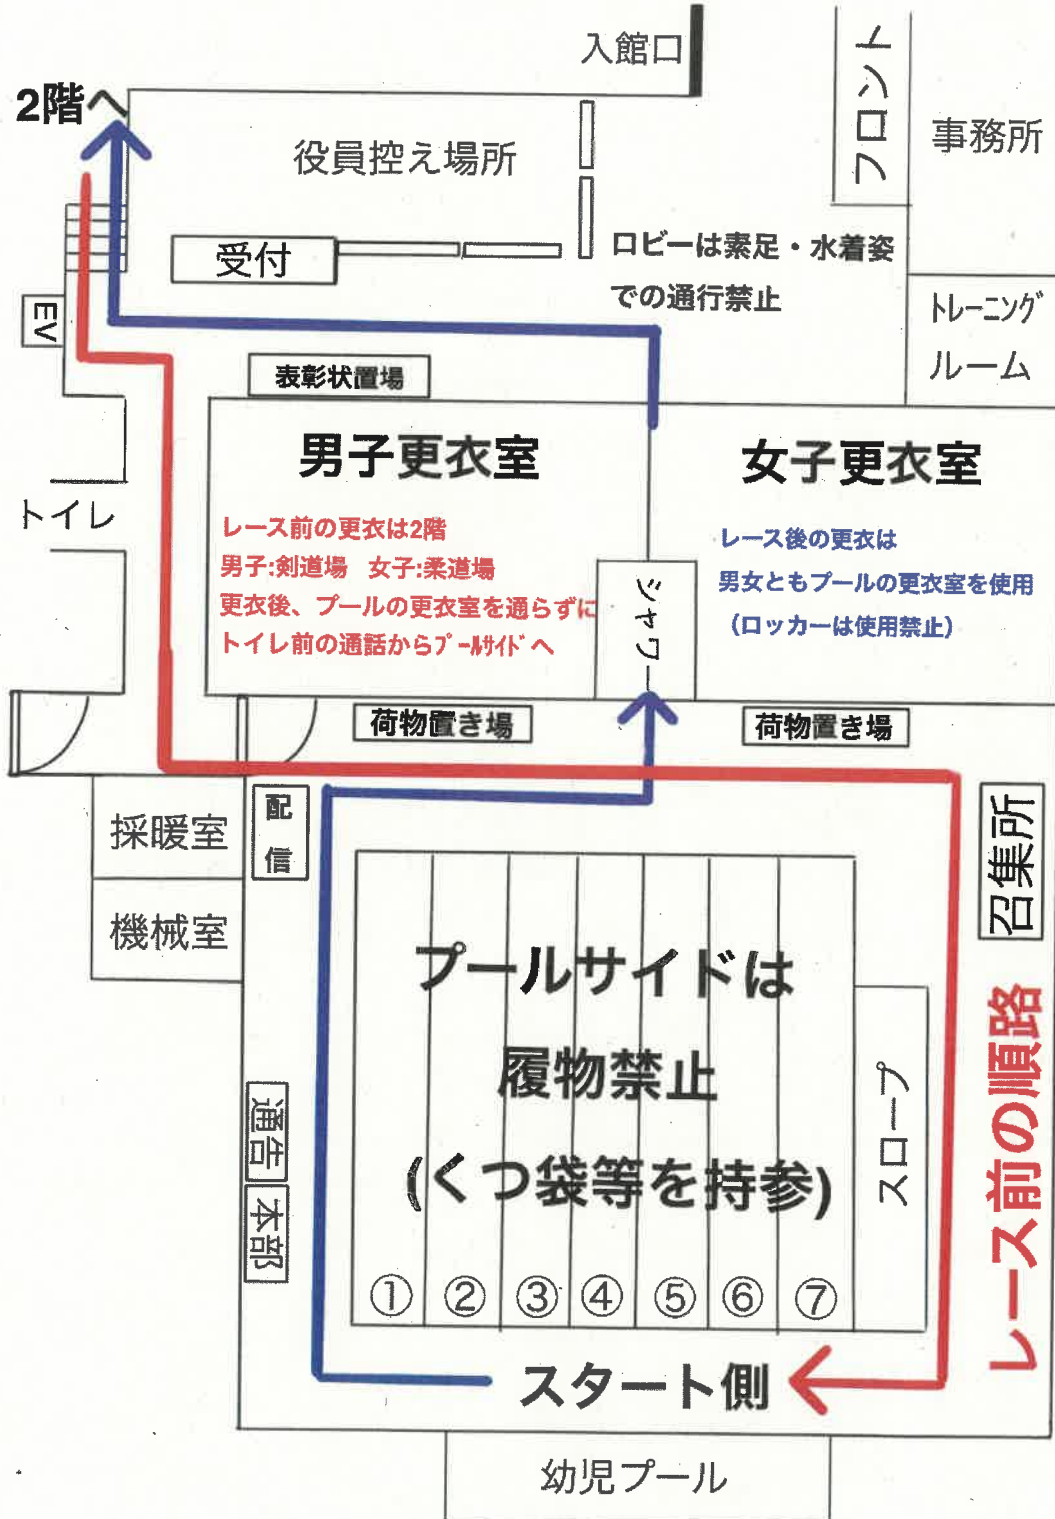 入館口
フロント
2階へ
役員控え場所
事務所
受付
ロビーは素足・水着姿
での通行禁止
EV
トレーニング
ルーム
表彰状置場
男子更衣室
女子更衣室
トイレ
レース前の更衣は2階
男子:剣道場 女子:柔道場
更衣後、プールの更衣室を通らずに
トイレ前の通話からプールサイドへ
シャワー
レース後の更衣は
男女ともプールの更衣室を使用
(ロッカーは使用禁止)
荷物置き場
荷物置き場
配信
採暖室
機械室
召集所
プールサイドは
履物禁止
(くつ袋等を持参)
レース前の順路
スロープ
通告
本部
① ② ③ ④ ⑤ ⑥ ⑦
スタート側
幼児プール